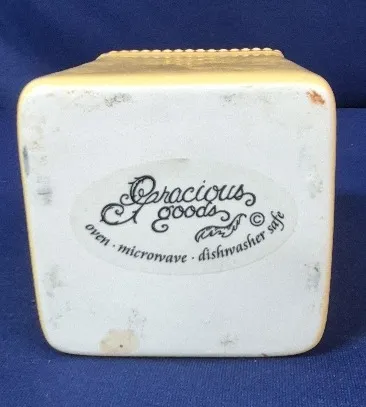 Gracious
goods ©
oven · microwave · dishwasher safe